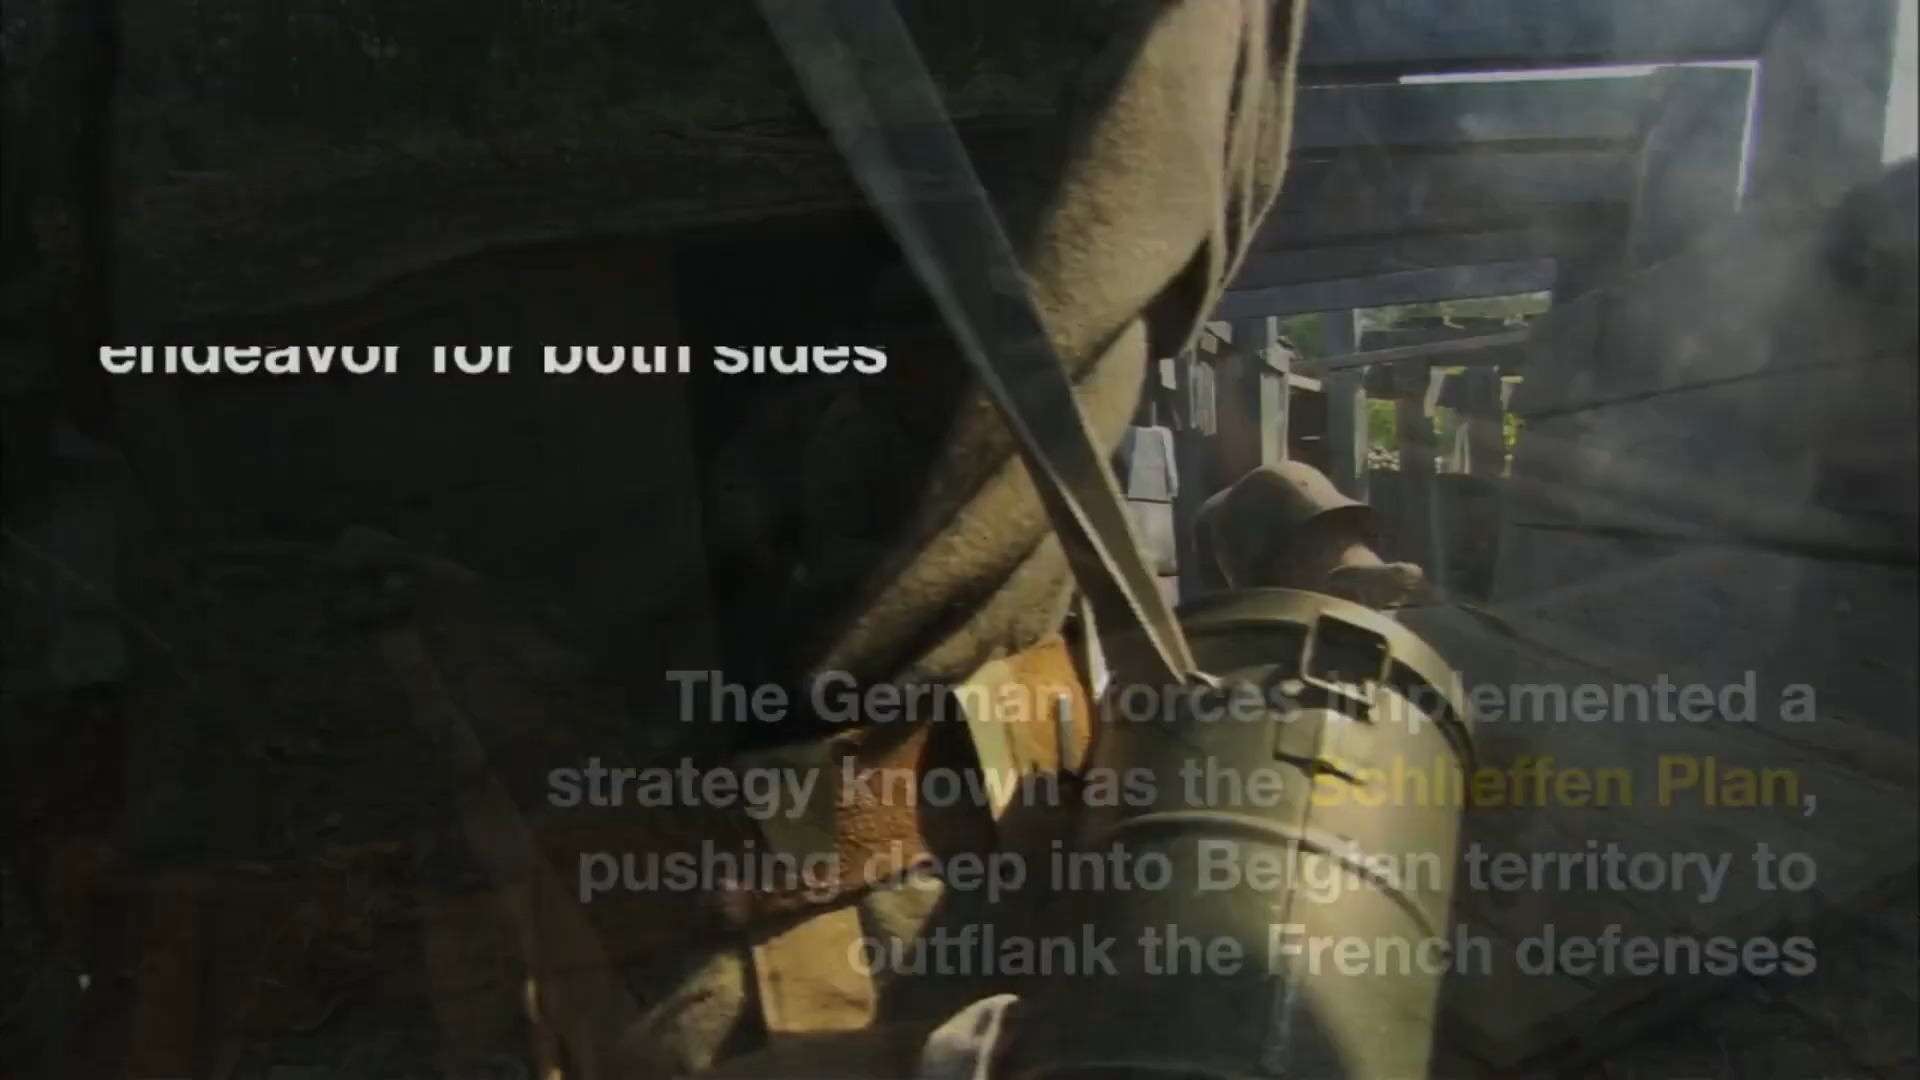 endeavor for both sides
The German forces implemented a
strategy known as the Schlieffen Plan,
pushing deep into Belgian territory to
outflank the French defenses